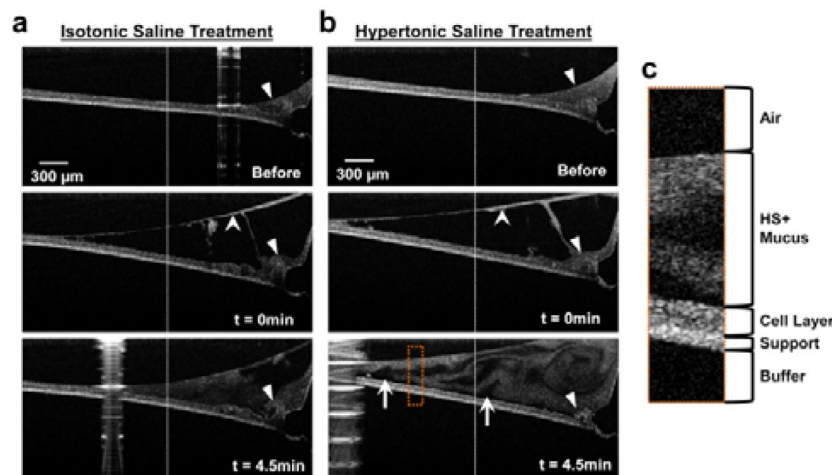 a
Isotonic Saline Treatment
300 µm
Before
t = 0min
t = 4.5min
b
Hypertonic Saline Treatment
300 µm
Before
t = 0min
t = 4.5min
c
Air
HS+
Mucus
Cell Layer
Support
Buffer